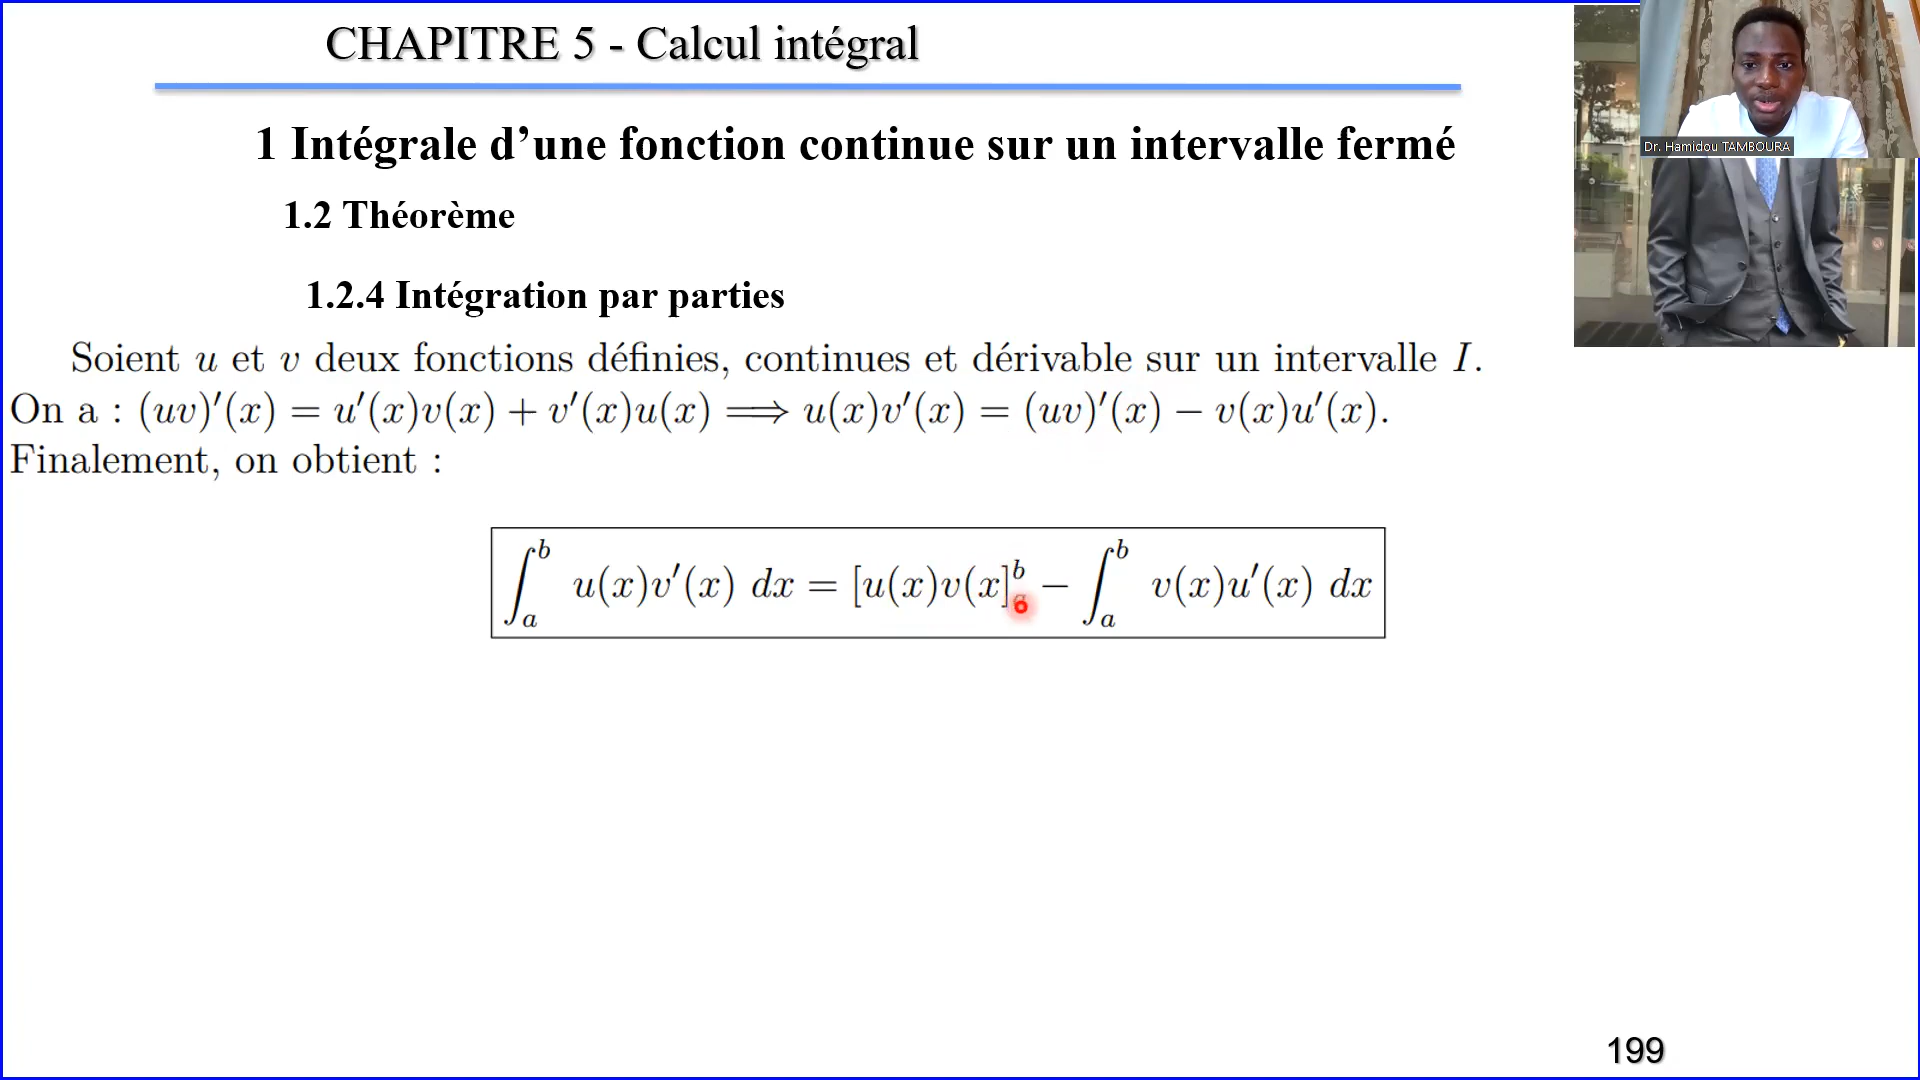 CHAPITRE 5 - Calcul intégral
1 Intégrale d’une fonction continue sur un intervalle fermé
1.2 Théorème
1.2.4 Intégration par parties
Soient u et v deux fonctions définies, continues et dérivable sur un intervalle I.
On a : (uv)′(x) = u′(x)v(x) + v′(x)u(x) ⟹ u(x)v′(x) = (uv)′(x) − v(x)u′(x).
Finalement, on obtient :
∫_a^b u(x)v′(x) dx = [u(x)v(x]_a^b − ∫_a^b v(x)u′(x) dx
199
Dr. Hamidou TAMBOURA